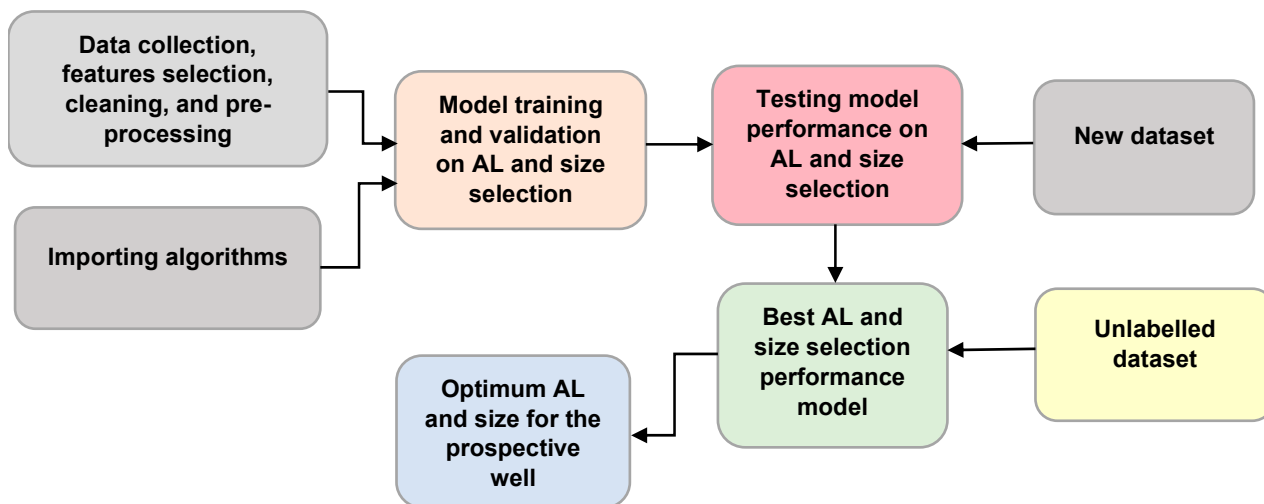 Data collection,
features selection,
cleaning, and pre-
processing
Importing algorithms
Model training
and validation
on AL and size
selection
Testing model
performance on
AL and size
selection
New dataset
Best AL and
size selection
performance
model
Unlabelled
dataset
Optimum AL
and size for the
prospective
well